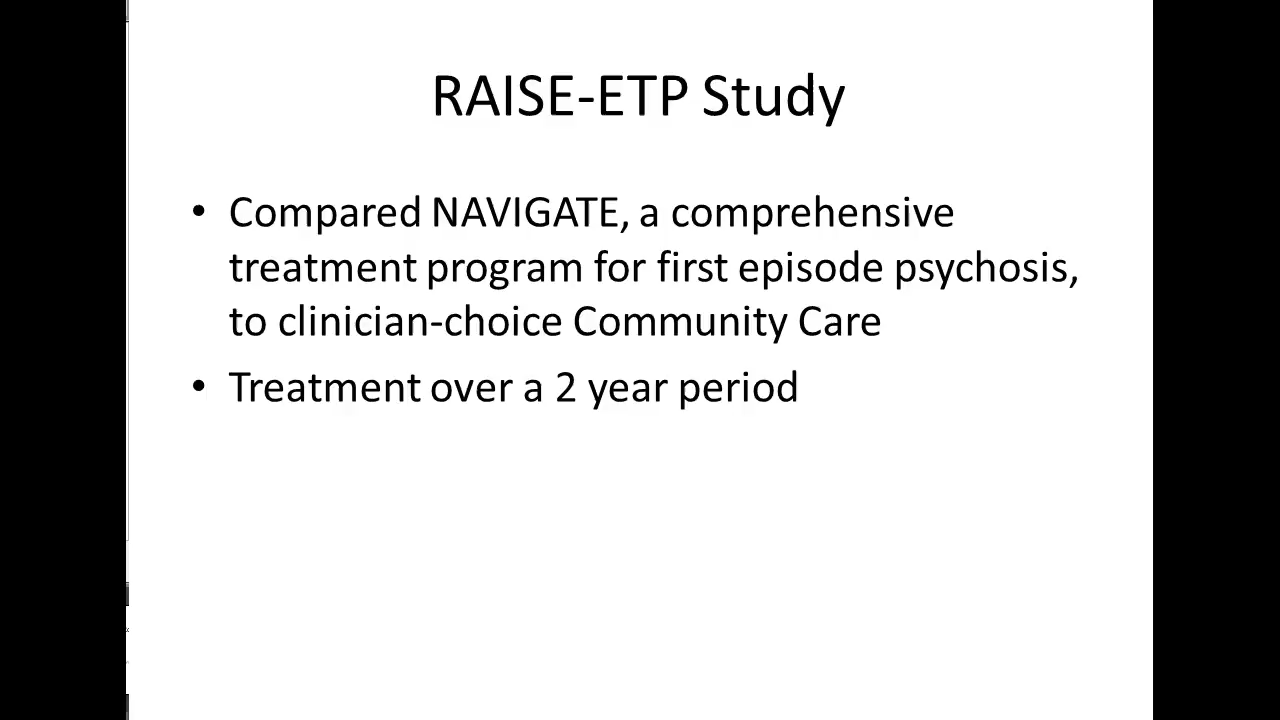 RAISE-ETP Study
• Compared NAVIGATE, a comprehensive
treatment program for first episode psychosis,
to clinician-choice Community Care
• Treatment over a 2 year period